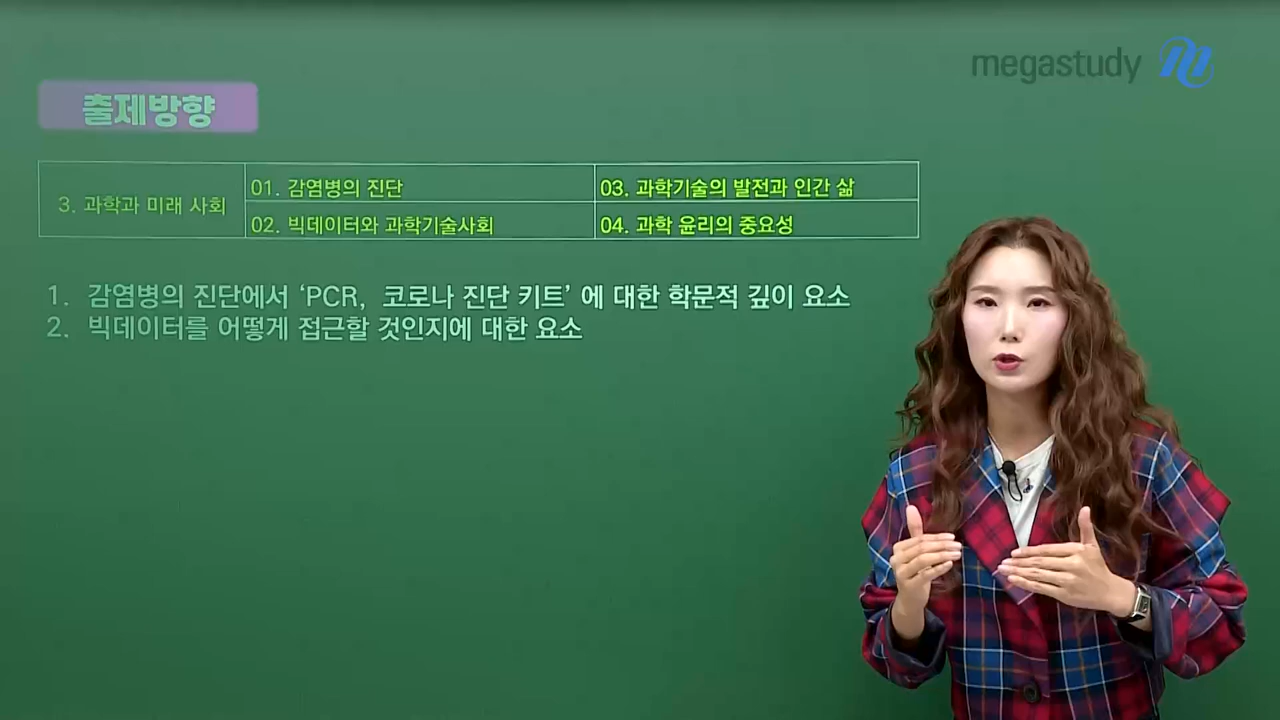 megastudy
출제방향
3. 과학과 미래 사회
01. 감염병의 진단
03. 과학기술의 발전과 인간 삶
02. 빅데이터와 과학기술사회
04. 과학 윤리의 중요성
1. 감염병의 진단에서 ‘PCR, 코로나 진단 키트’ 에 대한 학문적 깊이 요소
2. 빅데이터를 어떻게 접근할 것인지에 대한 요소